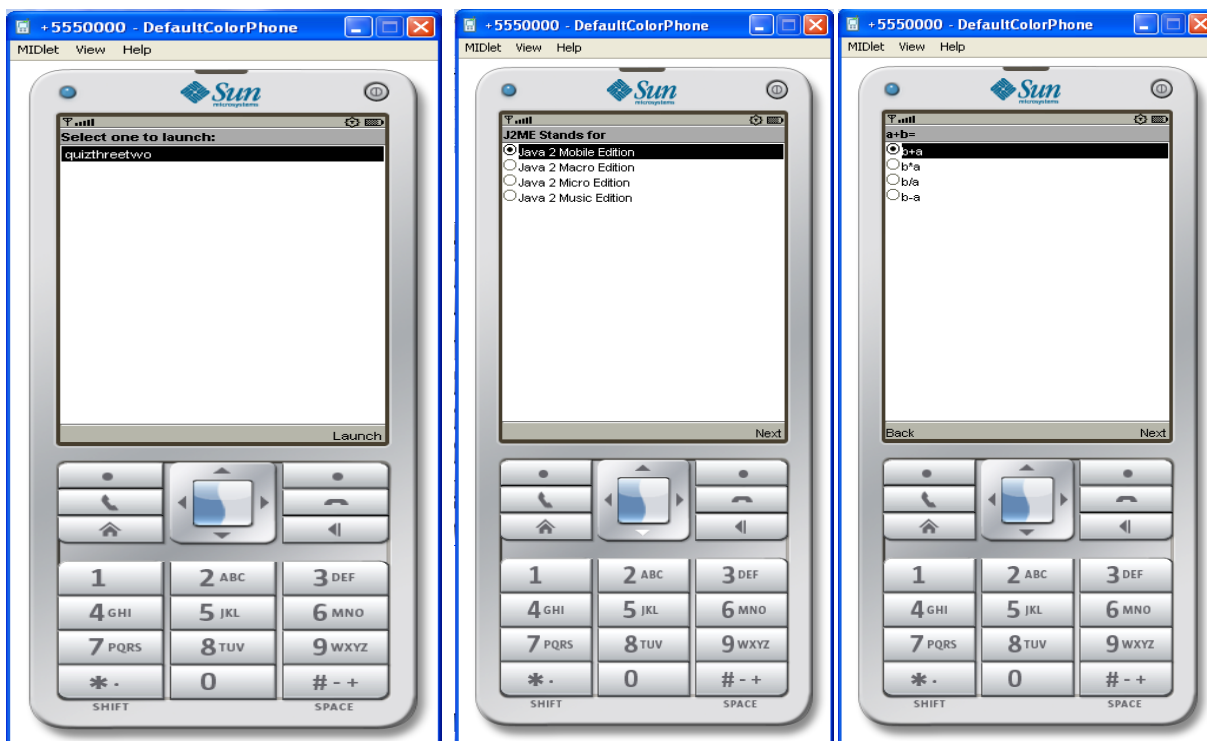 +5550000 - DefaultColorPhone
MIDlet View Help
Sun
microsystems
Select one to launch:
quizthreetwo
Launch
1
2 ABC
3 DEF
4 GHI
5 JKL
6 MNO
7 PQRS
8 TUV
9 WXYZ
* .
0
# - +
SHIFT
SPACE
+5550000 - DefaultColorPhone
MIDlet View Help
Sun
microsystems
J2ME Stands for
Java 2 Mobile Edition
Java 2 Macro Edition
Java 2 Micro Edition
Java 2 Music Edition
Next
1
2 ABC
3 DEF
4 GHI
5 JKL
6 MNO
7 PQRS
8 TUV
9 WXYZ
* .
0
# - +
SHIFT
SPACE
+5550000 - DefaultColorPhone
MIDlet View Help
Sun
microsystems
a+b=
b+a
b*a
b/a
b-a
Back Next
1
2 ABC
3 DEF
4 GHI
5 JKL
6 MNO
7 PQRS
8 TUV
9 WXYZ
* .
0
# - +
SHIFT
SPACE